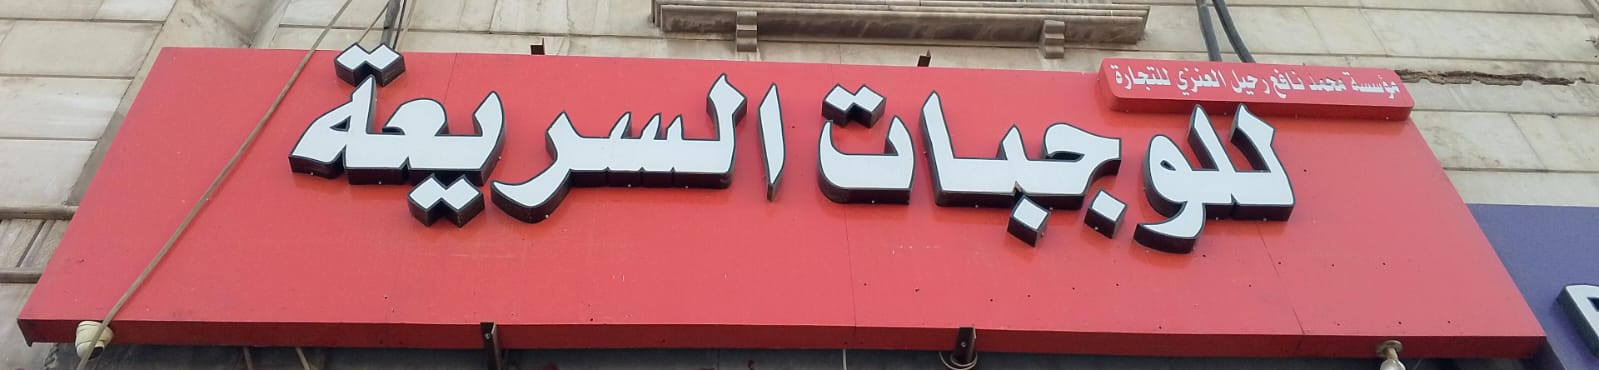 مؤسسة محمد نافع رحيل العنزي للتجارة
للوجبات السريعة